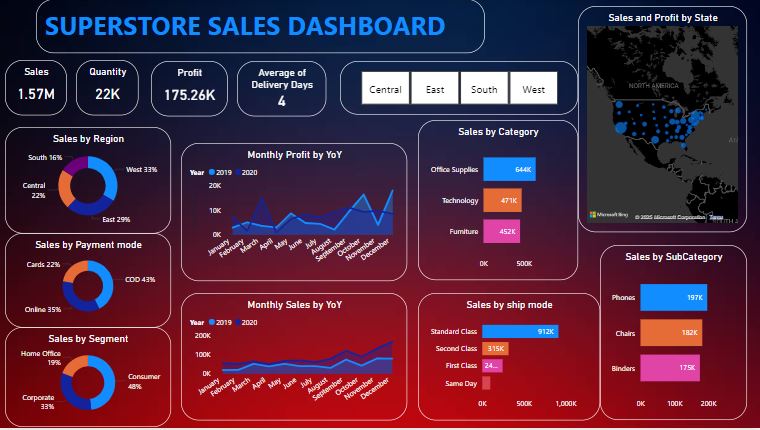 SUPERSTORE SALES DASHBOARD
Sales
1.57M
Quantity
22K
Profit
175.26K
Average of
Delivery Days
4
Central
East
South
West
Sales and Profit by State
NORTH AMERICA
Microsoft Bing
© 2025 Microsoft Corporation Terms
Sales by Region
South 16%
West 33%
Central
22%
East 29%
Monthly Profit by YoY
Year 2019 2020
20K
10K
0K
January
February
March
April
May
June
July
August
September
October
November
December
Sales by Category
Office Supplies 644K
Technology 471K
Furniture 452K
0K 500K
Sales by Payment mode
Cards 22%
COD 43%
Online 35%
Sales by Segment
Home Office
19%
Consumer
48%
Corporate
33%
Monthly Sales by YoY
Year 2019 2020
200K
100K
0K
January
February
March
April
May
June
July
August
September
October
November
December
Sales by ship mode
Standard Class 912K
Second Class 315K
First Class 24...
Same Day
0K 500K 1,000K
Sales by SubCategory
Phones 197K
Chairs 182K
Binders 175K
0K 100K 200K